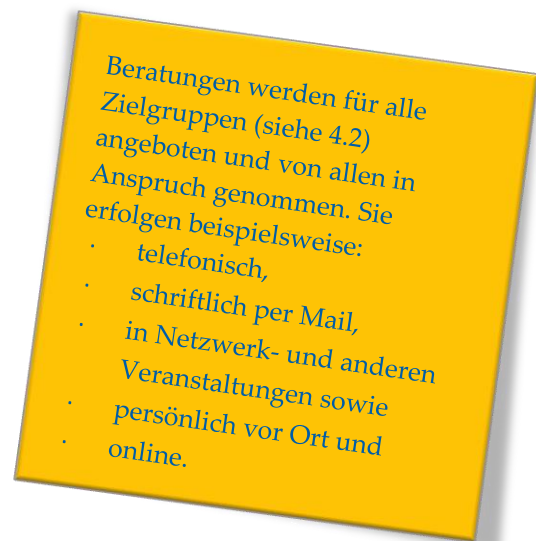 Beratungen werden für alle
Zielgruppen (siehe 4.2)
angeboten und von allen in
Anspruch genommen. Sie
erfolgen beispielsweise:
· telefonisch,
· schriftlich per Mail,
· in Netzwerk- und anderen
Veranstaltungen sowie
· persönlich vor Ort und
· online.